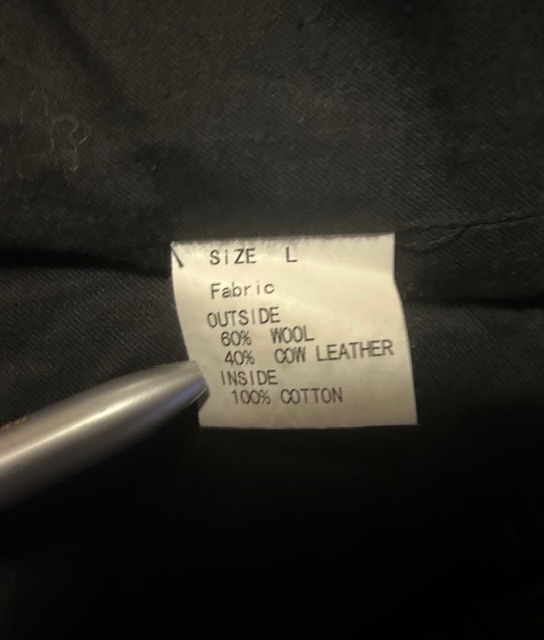 SIZE L
Fabric
OUTSIDE
60% WOOL
40% COW LEATHER
INSIDE
100% COTTON